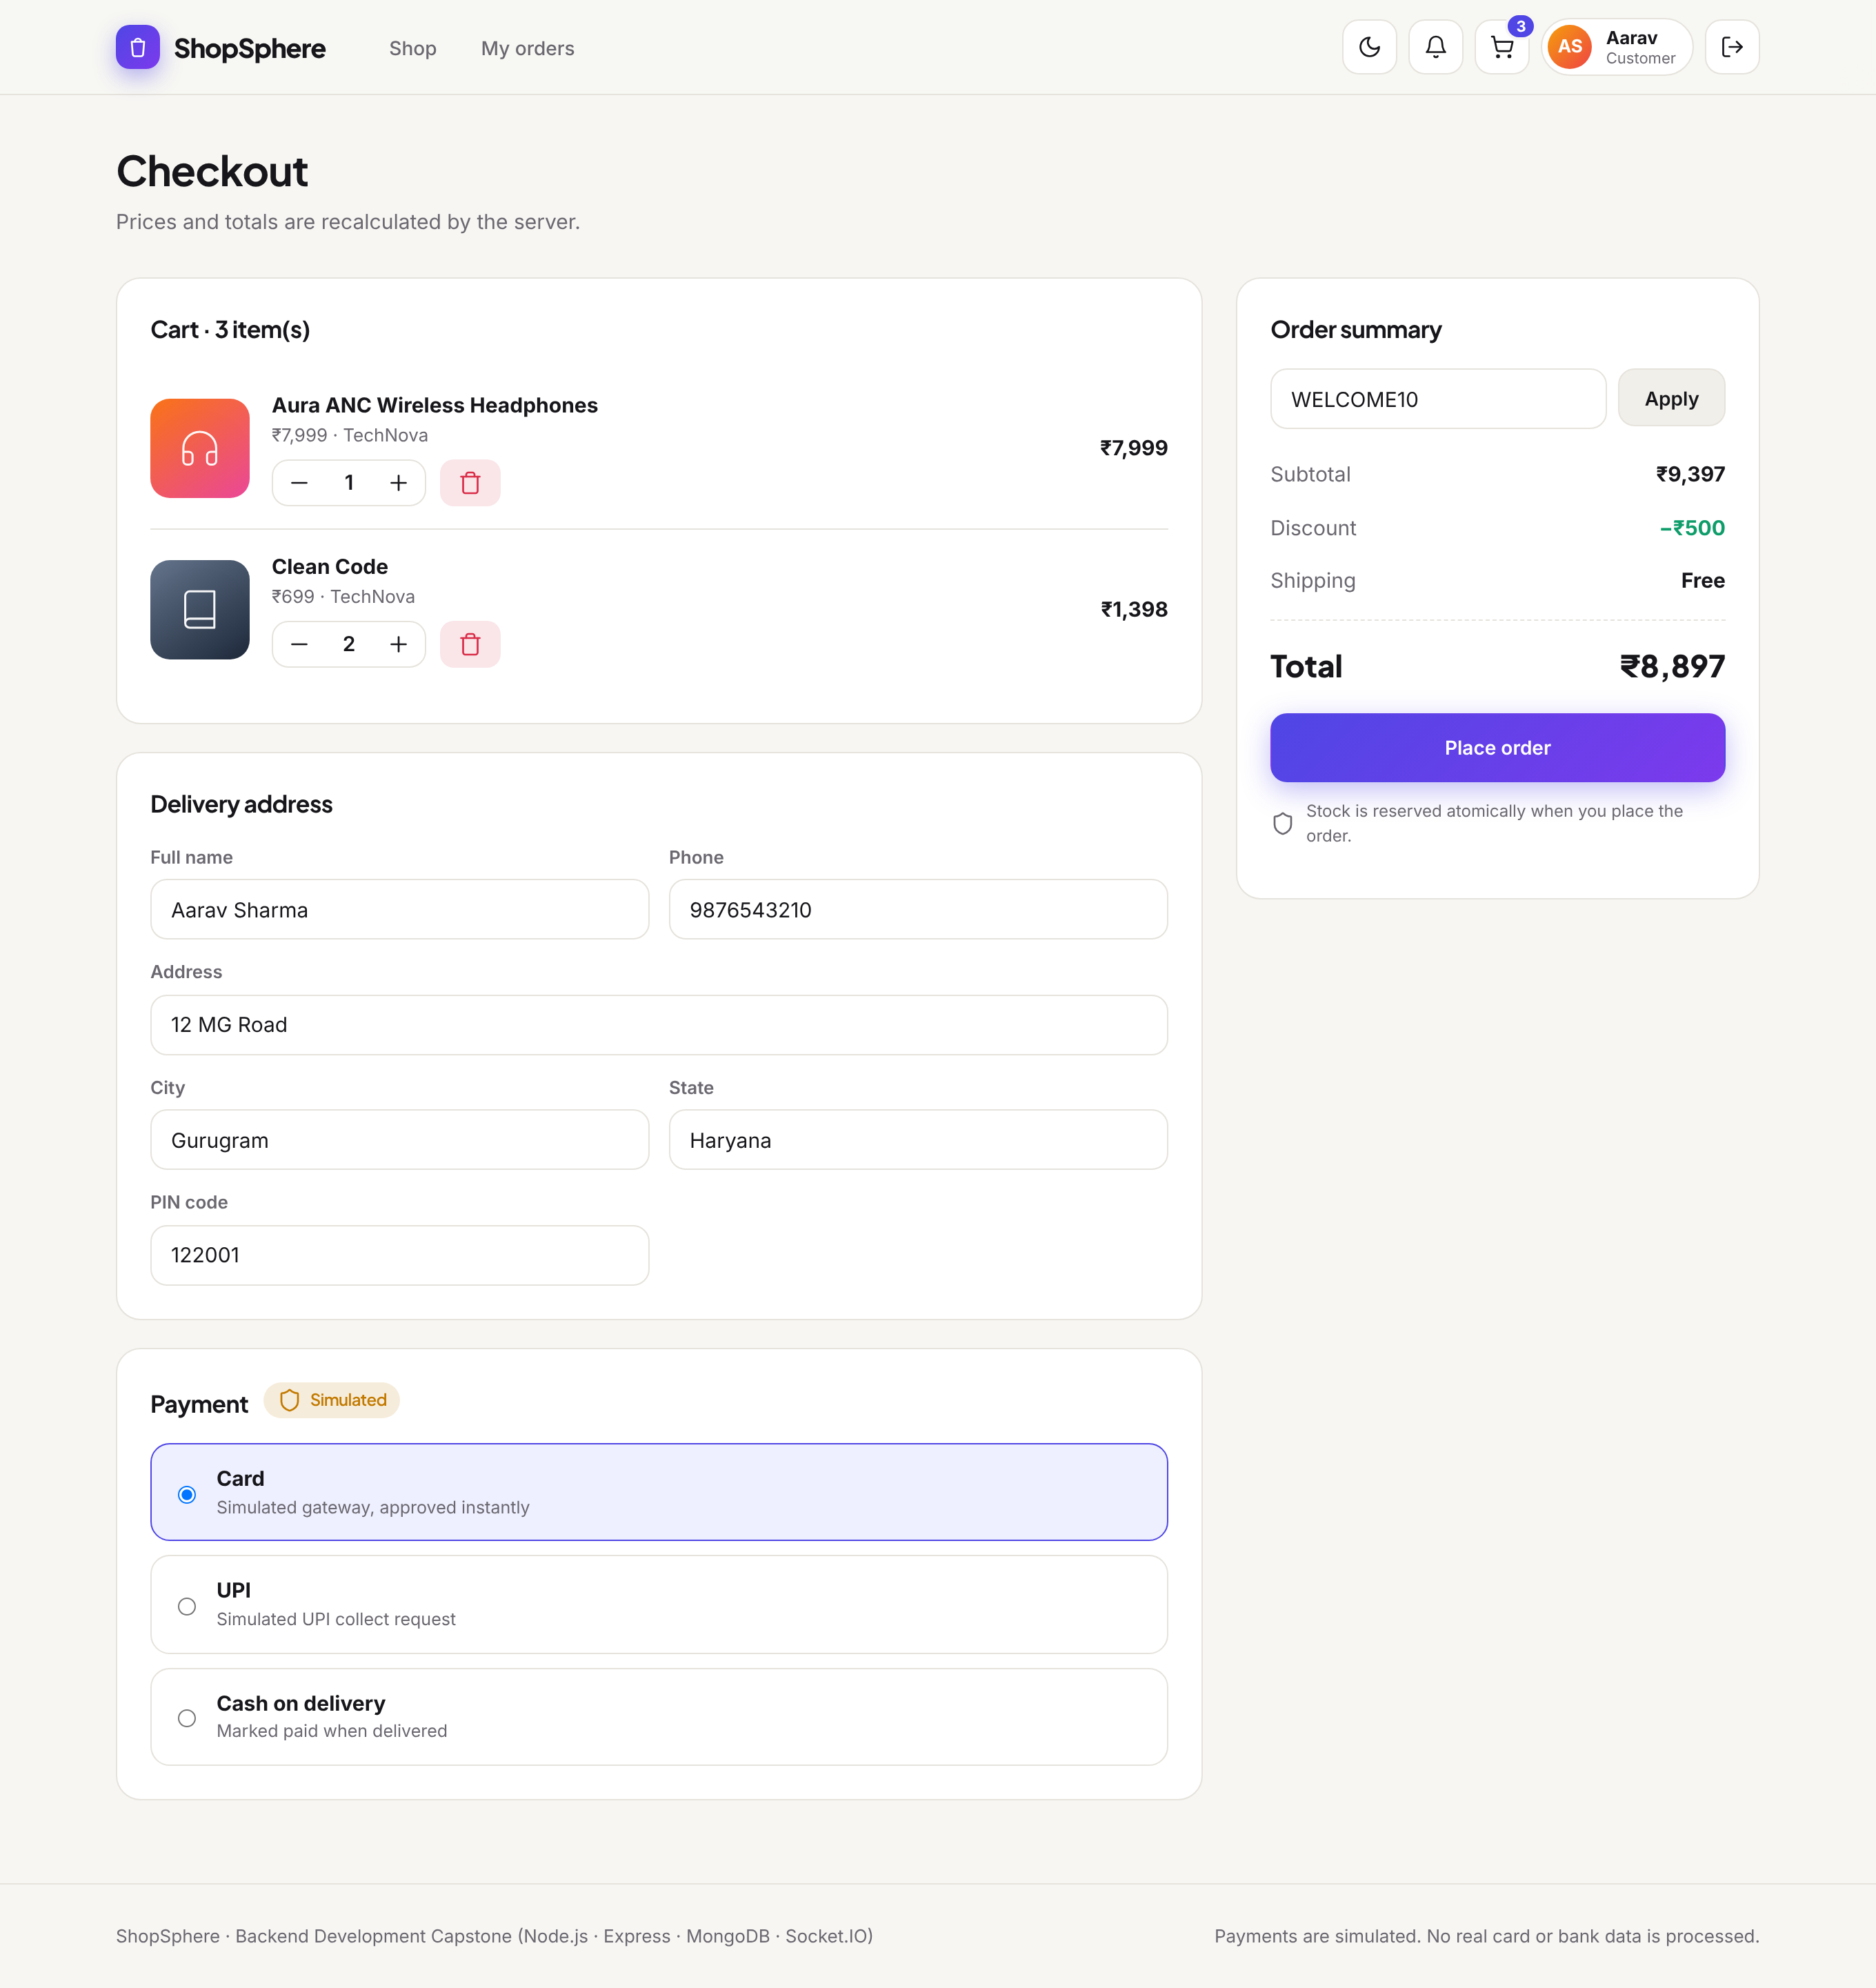 ShopSphere
Shop
My orders
3
AS
Aarav
Customer
Checkout
Prices and totals are recalculated by the server.
Cart · 3 item(s)
Aura ANC Wireless Headphones
₹7,999 · TechNova
1
₹7,999
Clean Code
₹699 · TechNova
2
₹1,398
Order summary
WELCOME10
Apply
Subtotal ₹9,397
Discount −₹500
Shipping Free
Total ₹8,897
Place order
Stock is reserved atomically when you place the
order.
Delivery address
Full name
Aarav Sharma
Phone
9876543210
Address
12 MG Road
City
Gurugram
State
Haryana
PIN code
122001
Payment
Simulated
Card
Simulated gateway, approved instantly
UPI
Simulated UPI collect request
Cash on delivery
Marked paid when delivered
ShopSphere · Backend Development Capstone (Node.js · Express · MongoDB · Socket.IO)
Payments are simulated. No real card or bank data is processed.